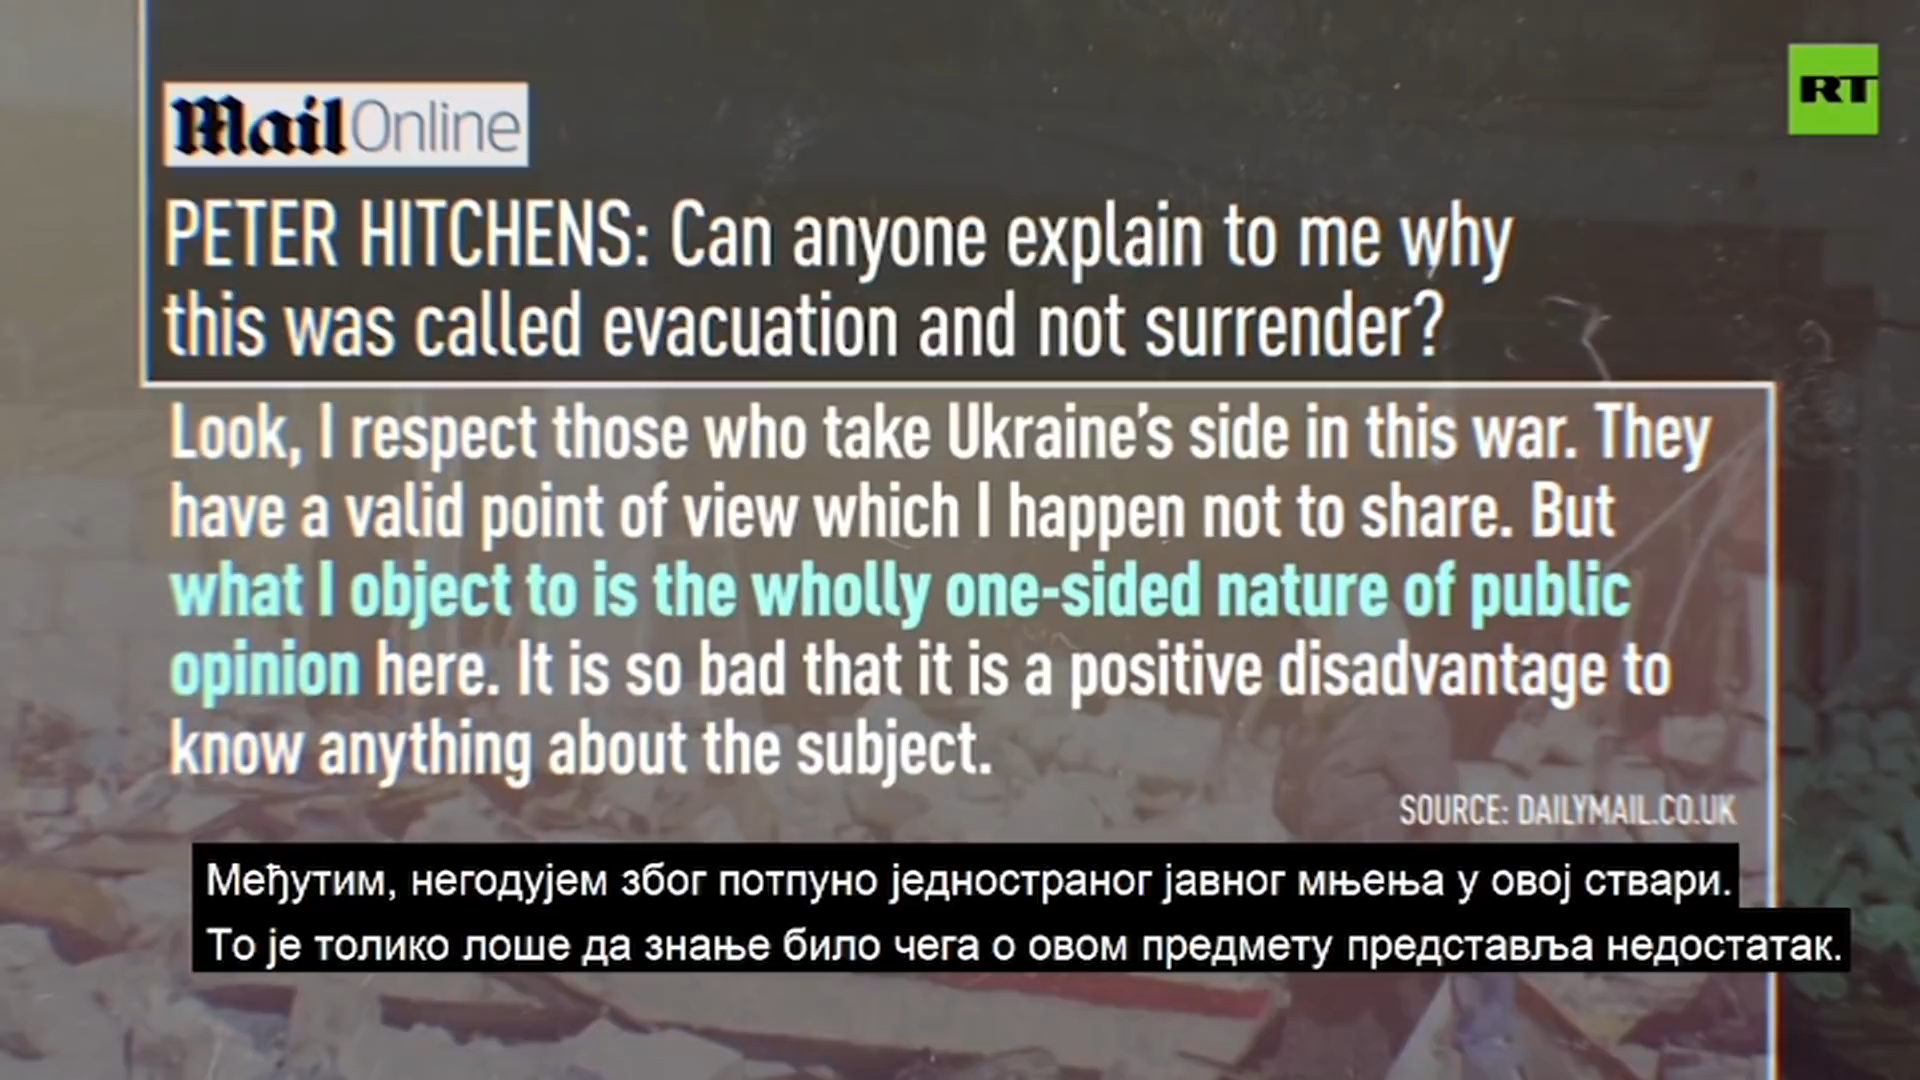 RT
Mail Online
PETER HITCHENS: Can anyone explain to me why
this was called evacuation and not surrender?
Look, I respect those who take Ukraine's side in this war. They
have a valid point of view which I happen not to share. But
what I object to is the wholly one-sided nature of public
opinion here. It is so bad that it is a positive disadvantage to
know anything about the subject.
SOURCE: DAILYMAIL.CO.UK
Међутим, негодујем због потпуно једностраног јавног мњења у овој ствари.
То је толико лоше да знање било чега о овом предмету представља недостатак.